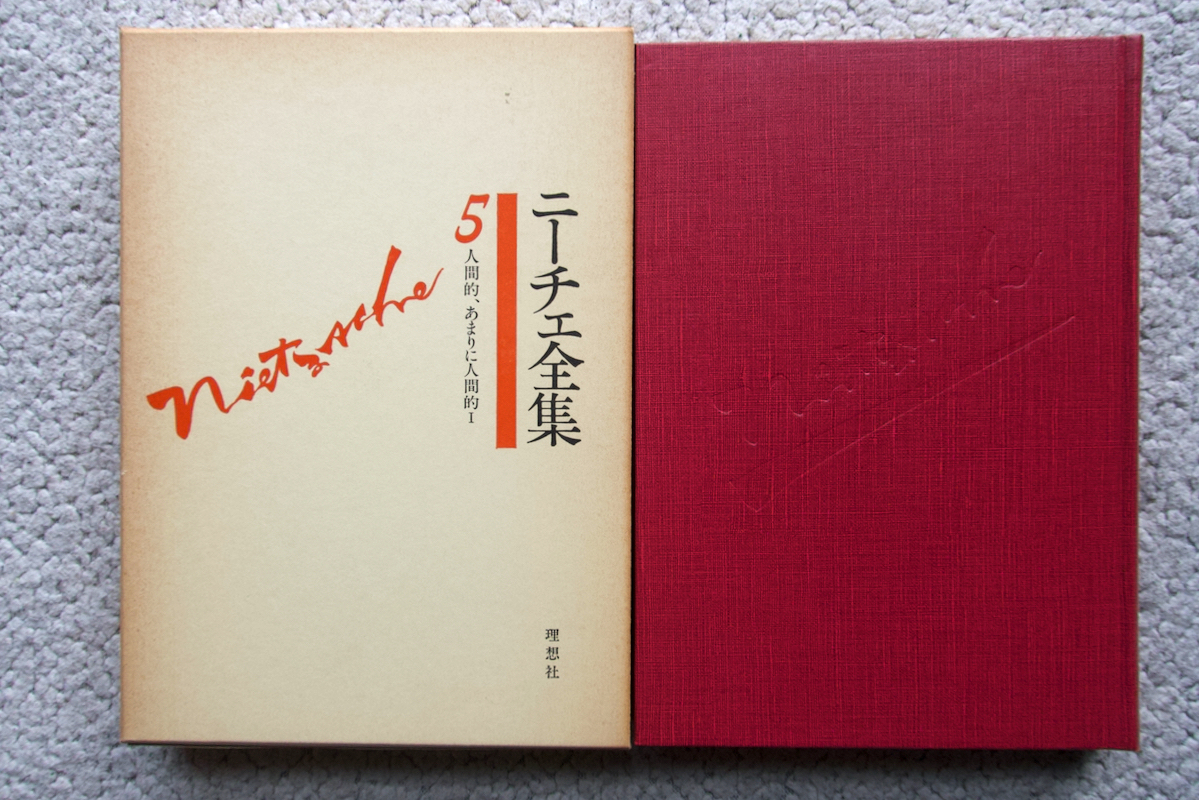 ニーチェ全集
5
人間的、あまりに人間的 I
Nietzsche
理想社